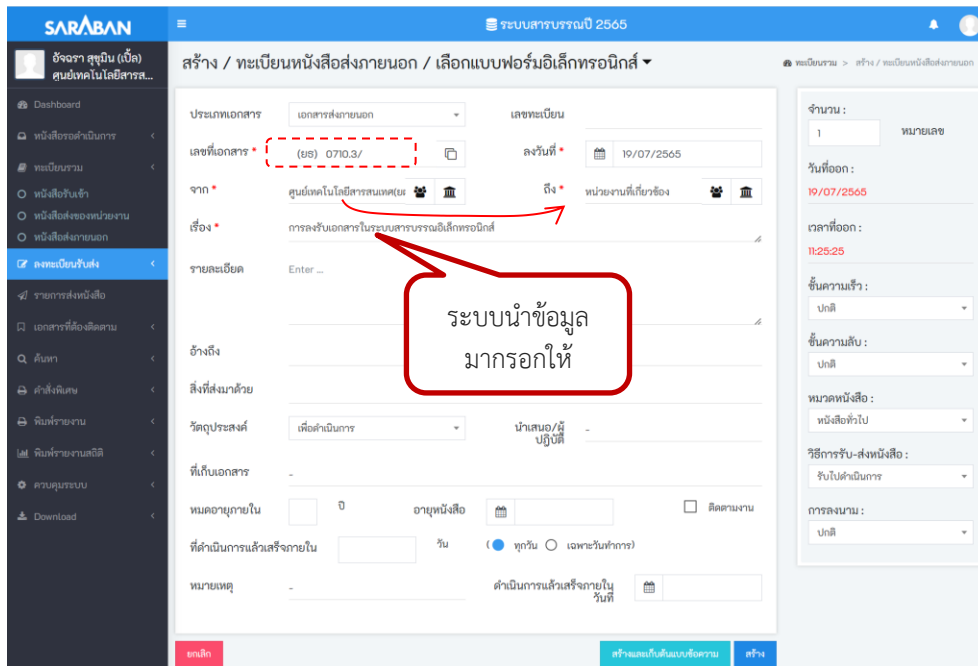 SARABAN
ระบบสารบรรณปี 2565
อัจฉรา สุขุมิน (เปิ้ล)
ศูนย์เทคโนโลยีสารส...
สร้าง / ทะเบียนหนังสือส่งภายนอก / เลือกแบบฟอร์มอิเล็กทรอนิกส์
ทะเบียนรวม > สร้าง / ทะเบียนหนังสือส่งภายนอก
Dashboard
หนังสือรอดำเนินการ
ทะเบียนรวม
หนังสือรับเข้า
หนังสือส่งของหน่วยงาน
หนังสือส่งภายนอก
ลงทะเบียนรับส่ง
รายการส่งหนังสือ
เอกสารที่ต้องติดตาม
ค้นหา
คำสั่งพิเศษ
พิมพ์รายงาน
พิมพ์รายงานสถิติ
ควบคุมระบบ
Download
ประเภทเอกสาร เอกสารส่งภายนอก เลขทะเบียน
เลขที่เอกสาร * (ยธ) 0710.3/ ลงวันที่ * 19/07/2565
จาก * ศูนย์เทคโนโลยีสารสนเทศ(ยธ ถึง * หน่วยงานที่เกี่ยวข้อง
เรื่อง * การลงรับเอกสารในระบบสารบรรณอิเล็กทรอนิกส์
รายละเอียด Enter ...
ระบบนำข้อมูล
มากรอกให้
อ้างถึง
สิ่งที่ส่งมาด้วย
วัตถุประสงค์ เพื่อดำเนินการ นำเสนอ/ผู้ -
ปฏิบัติ
ที่เก็บเอกสาร -
หมดอายุภายใน ปี อายุหนังสือ ติดตามงาน
ที่ดำเนินการแล้วเสร็จภายใน วัน ( ทุกวัน เฉพาะวันทำการ)
หมายเหตุ - ดำเนินการแล้วเสร็จภายใน
วันที่
ยกเลิก สร้างและเก็บต้นแบบข้อความ สร้าง
จำนวน :
1 หมายเลข
วันที่ออก :
19/07/2565
เวลาที่ออก :
11:25:25
ชั้นความเร็ว :
ปกติ
ชั้นความลับ :
ปกติ
หมวดหนังสือ :
หนังสือทั่วไป
วิธีการรับ-ส่งหนังสือ :
รับไปดำเนินการ
การลงนาม :
ปกติ